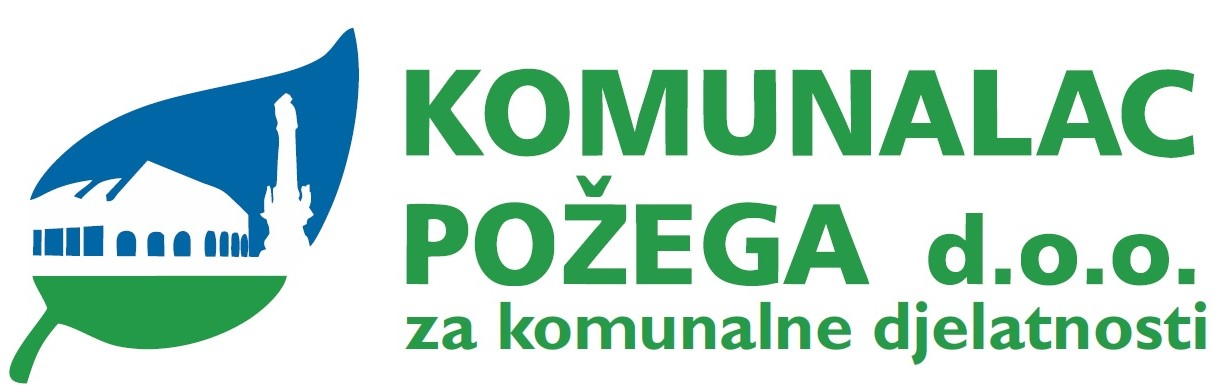 KOMUNALAC
POŽEGA d.o.o.
za komunalne djelatnosti